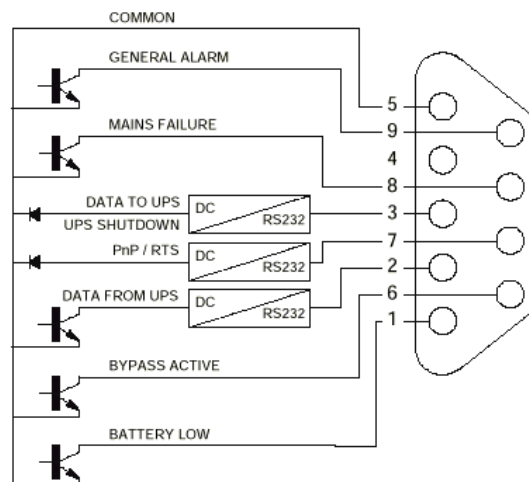 COMMON
5
GENERAL ALARM
9
4
MAINS FAILURE
8
DATA TO UPS
UPS SHUTDOWN
DC
RS232
3
PnP / RTS
DC
RS232
7
DATA FROM UPS
DC
RS232
2
BYPASS ACTIVE
6
BATTERY LOW
1